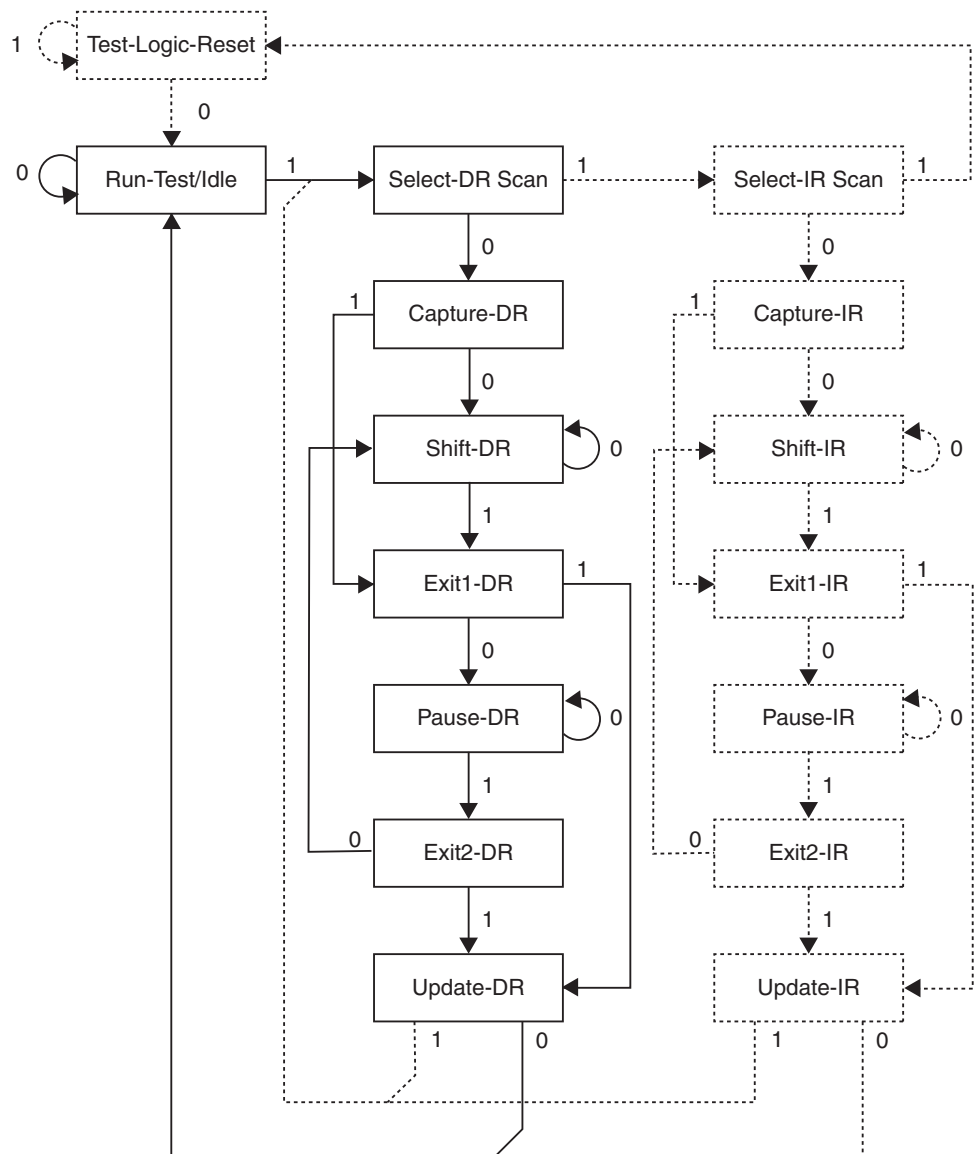 1
Test-Logic-Reset
0
0
Run-Test/Idle
1
Select-DR Scan
1
Select-IR Scan
1
0
0
1
Capture-DR
1
Capture-IR
0
0
Shift-DR
0
Shift-IR
0
1
1
Exit1-DR
1
Exit1-IR
1
0
0
Pause-DR
0
Pause-IR
0
1
1
0
Exit2-DR
0
Exit2-IR
1
1
Update-DR
Update-IR
1
0
1
0